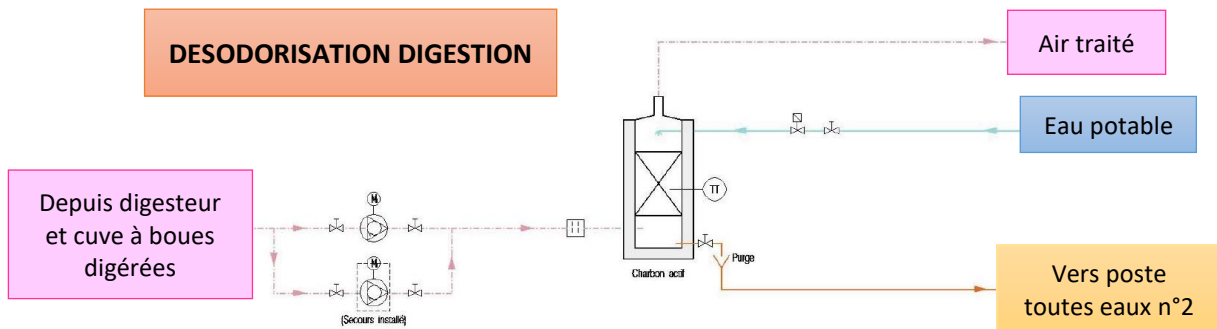 DESODORISATION DIGESTION
Air traité
Eau potable
Depuis digesteur
et cuve à boues
digérées
M
M
(Secours installé)
TT
Charbon actif
Purge
Vers poste
toutes eaux n°2